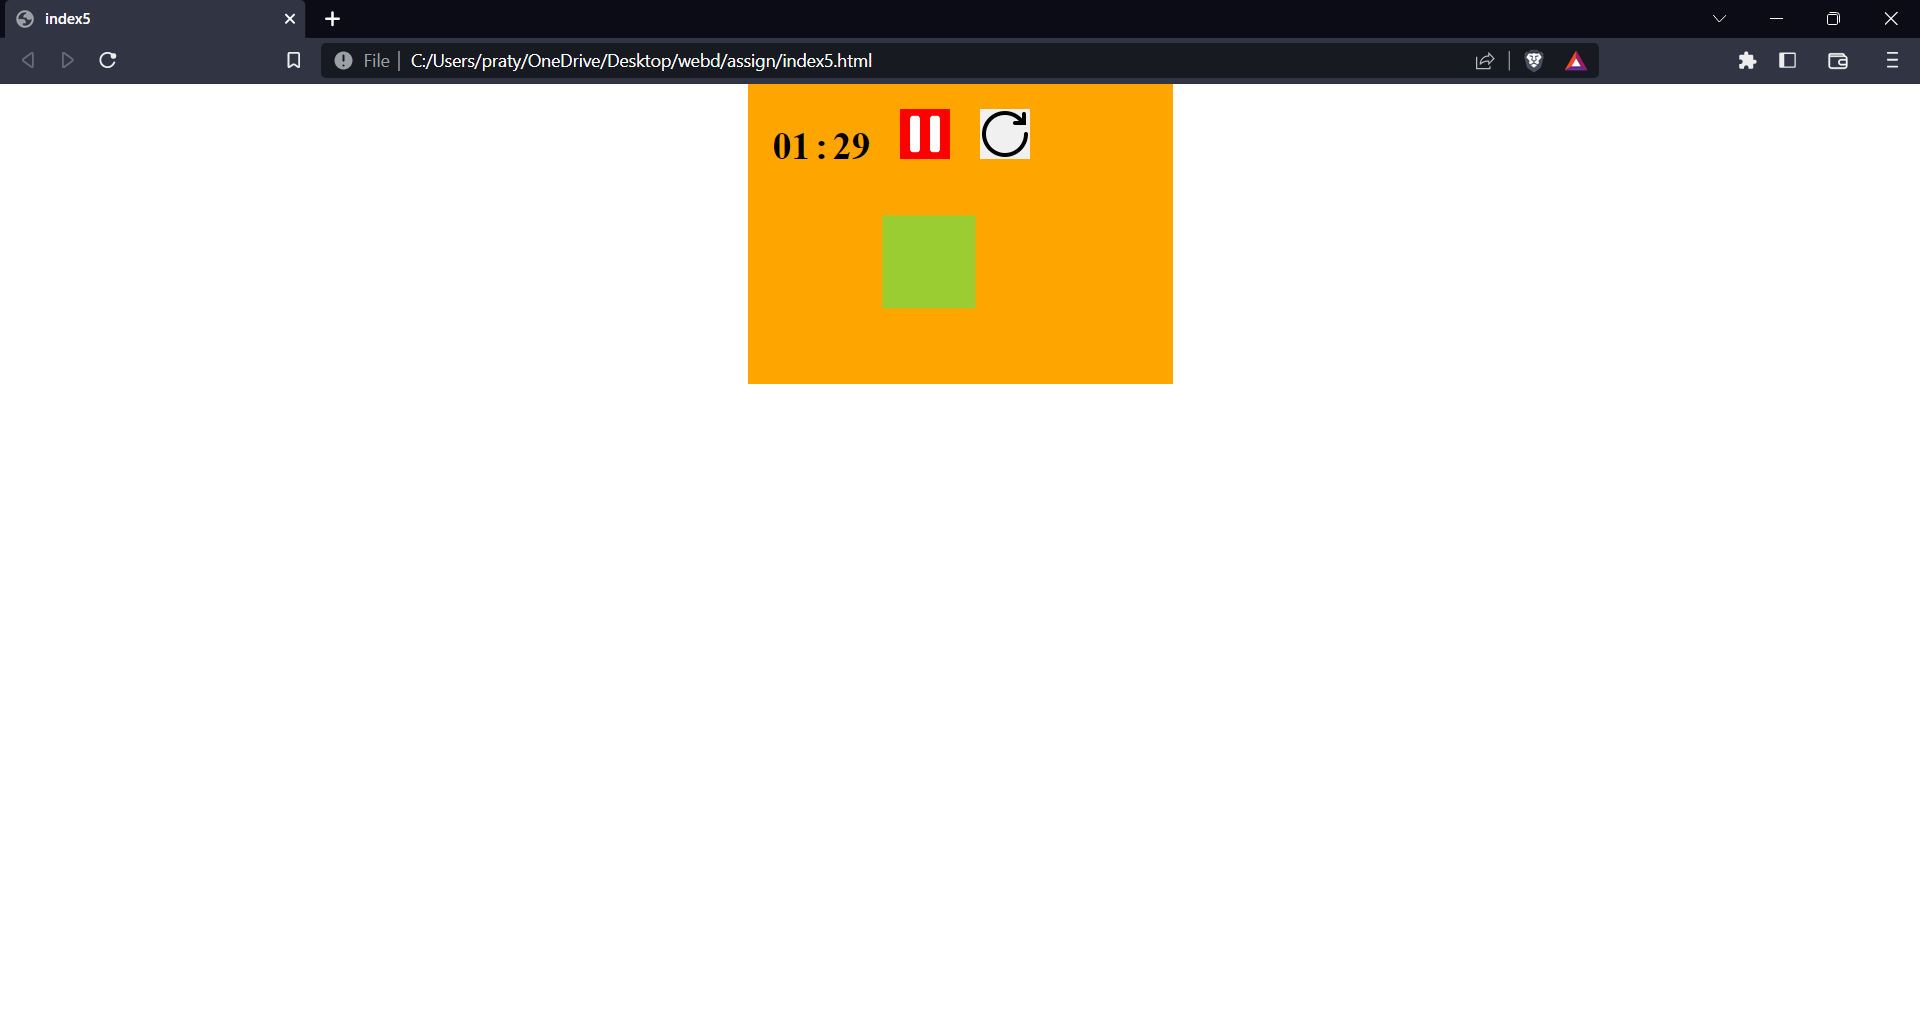 index5
File C:/Users/praty/OneDrive/Desktop/webd/assign/index5.html
01 : 29